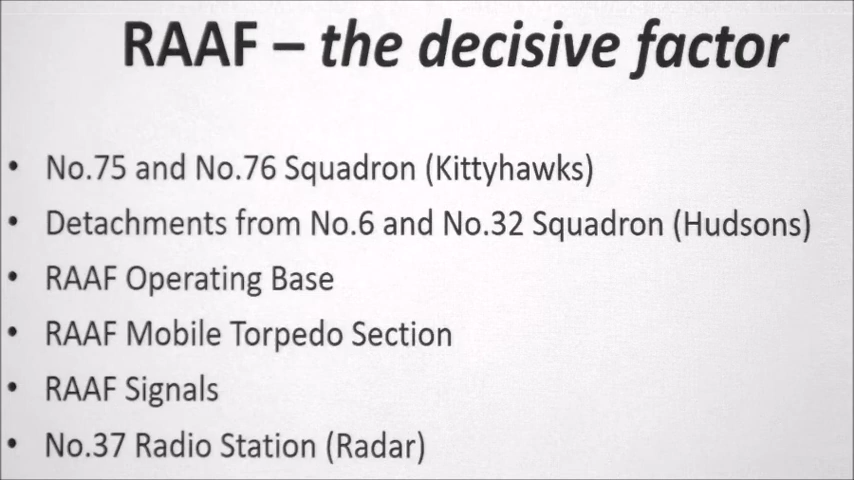 RAAF – the decisive factor
• No.75 and No.76 Squadron (Kittyhawks)
• Detachments from No.6 and No.32 Squadron (Hudsons)
• RAAF Operating Base
• RAAF Mobile Torpedo Section
• RAAF Signals
• No.37 Radio Station (Radar)